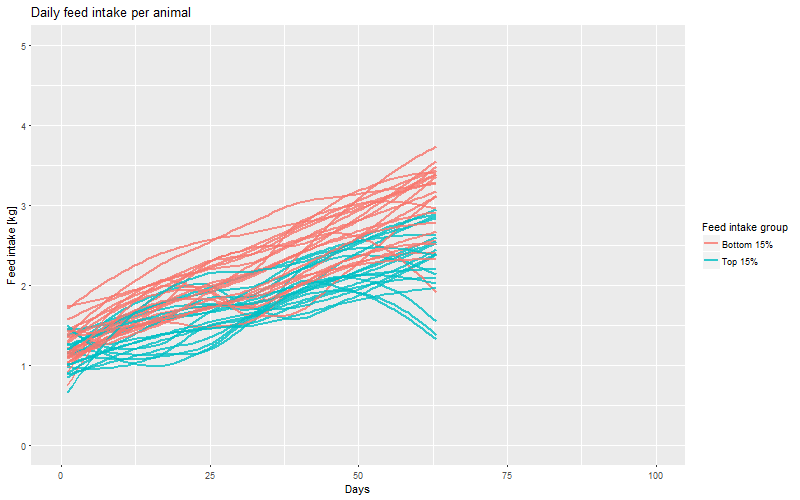 Daily feed intake per animal
5
4
3
2
1
0
Feed intake [kg]
0 25 50 75 100
Days
Feed intake group
Bottom 15%
Top 15%